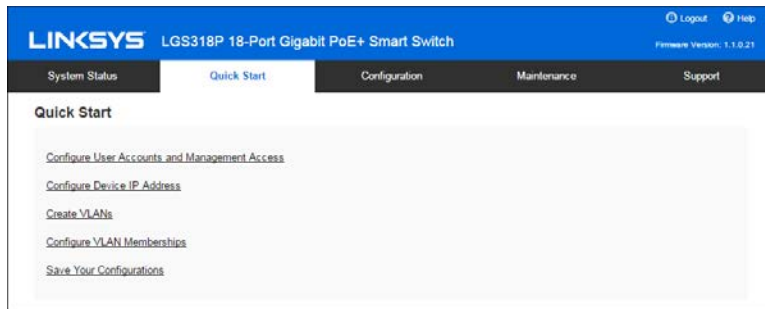 Logout Help
LINKSYS LGS318P 18-Port Gigabit PoE+ Smart Switch
Firmware Version: 1.1.0.21
System Status Quick Start Configuration Maintenance Support
Quick Start
Configure User Accounts and Management Access
Configure Device IP Address
Create VLANs
Configure VLAN Memberships
Save Your Configurations